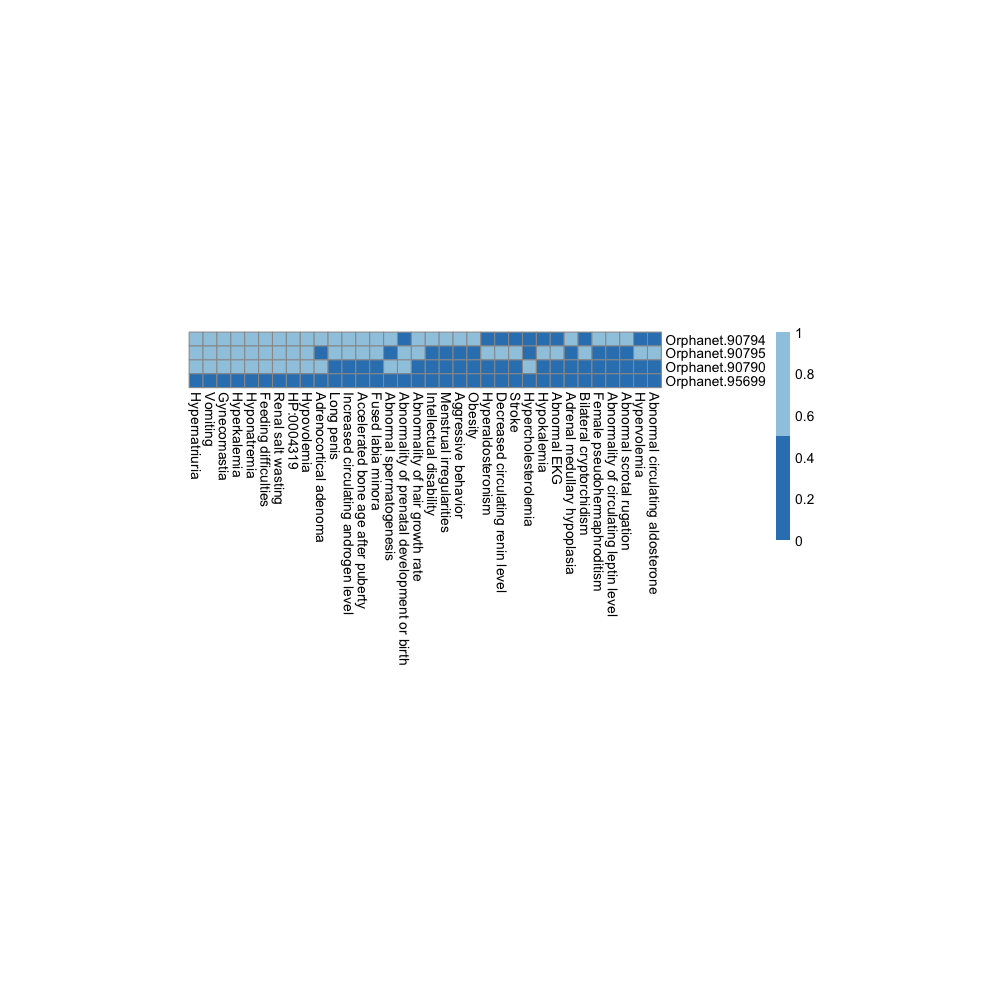 Orphanet.90794
Orphanet.90795
Orphanet.90790
Orphanet.95699
1
0.8
0.6
0.4
0.2
0
Hypernatriuria
Vomiting
Gynecomastia
Hyperkalemia
Hyponatremia
Feeding difficulties
Renal salt wasting
HP:0004319
Hypovolemia
Adrenocortical adenoma
Long penis
Increased circulating androgen level
Accelerated bone age after puberty
Fused labia minora
Abnormal spermatogenesis
Abnormality of prenatal development or birth
Abnormality of hair growth rate
Intellectual disability
Menstrual irregularities
Aggressive behavior
Obesity
Hyperaldosteronism
Decreased circulating renin level
Stroke
Hypercholesterolemia
Hypokalemia
Abnormal EKG
Adrenal medullary hypoplasia
Bilateral cryptorchidism
Female pseudohermaphroditism
Abnormality of circulating leptin level
Abnormal scrotal rugation
Hypervolemia
Abnormal circulating aldosterone